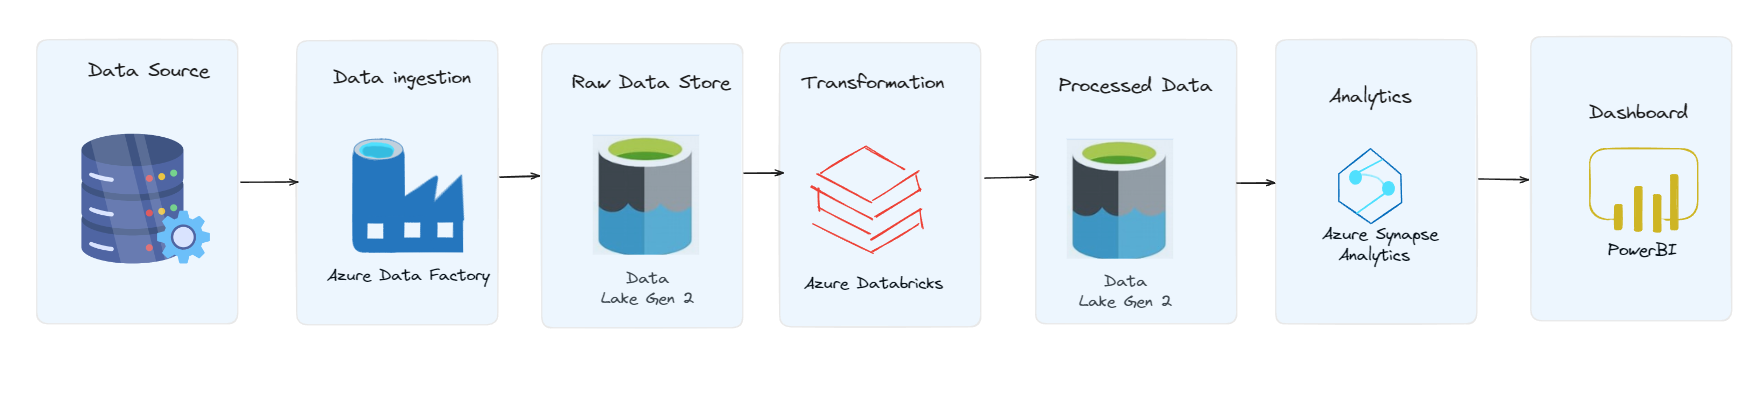 Data Source
Data ingestion
Azure Data Factory
Raw Data Store
Data
Lake Gen 2
Transformation
Azure Databricks
Processed Data
Data
Lake Gen 2
Analytics
Azure Synapse
Analytics
Dashboard
PowerBI